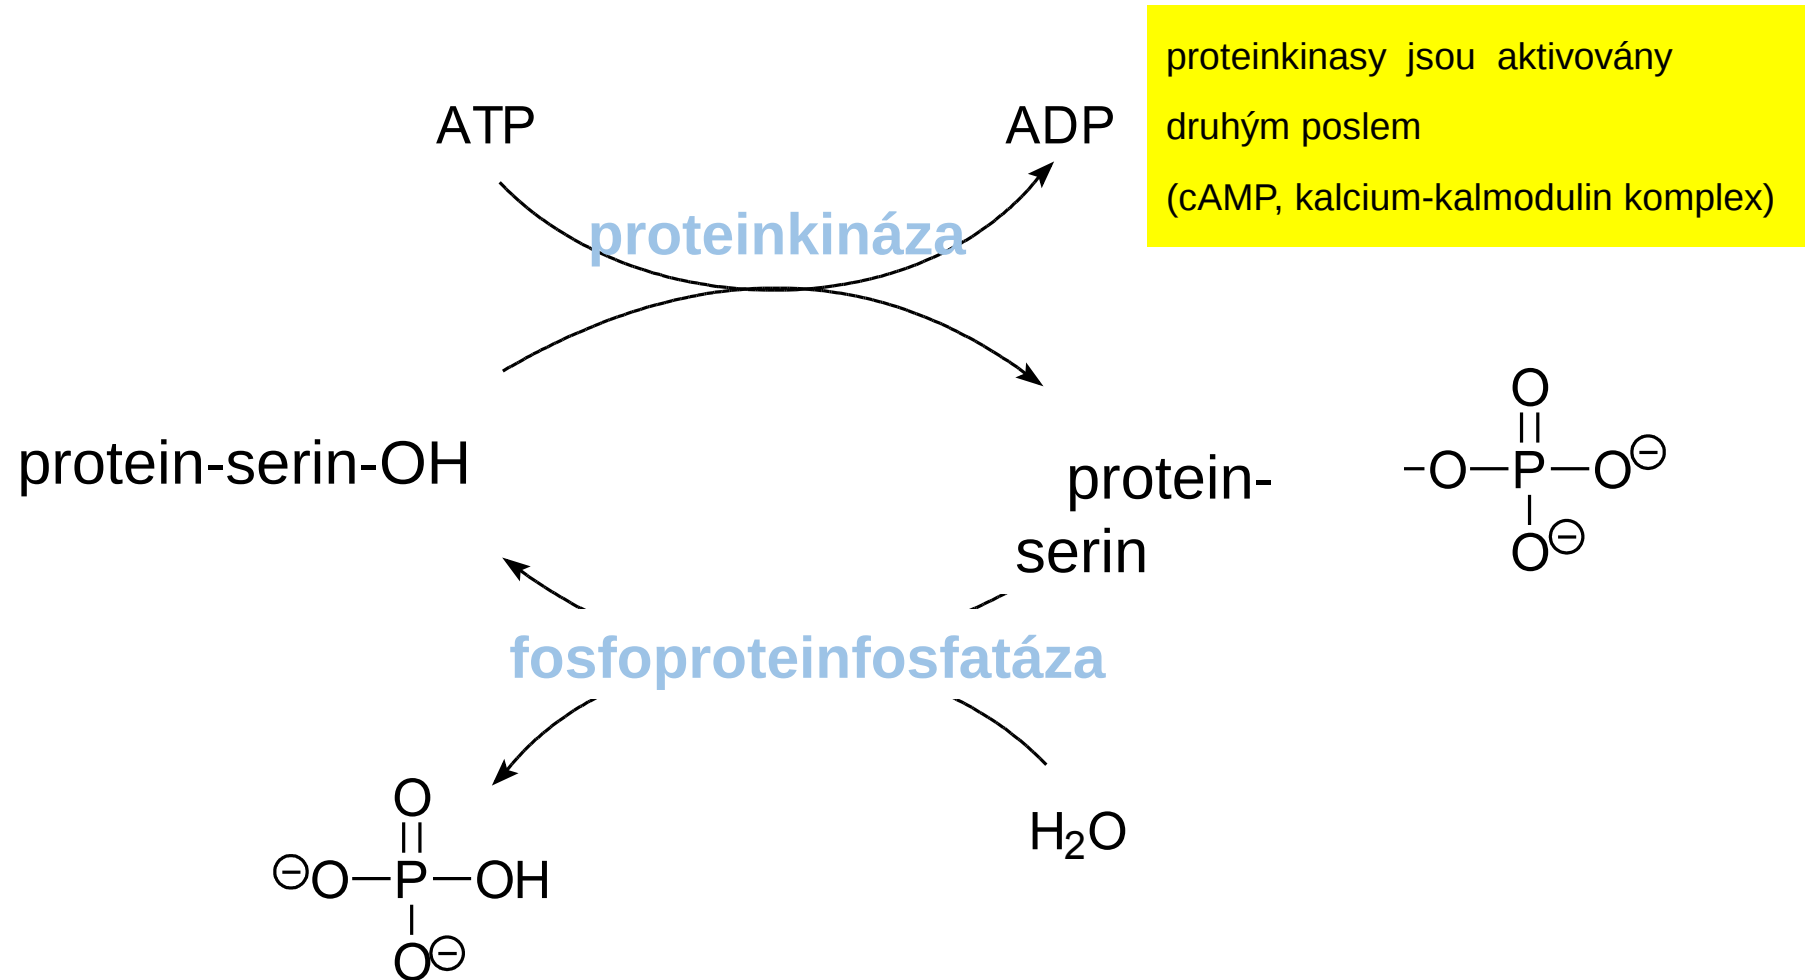 proteinkinasy jsou aktivovány
druhým poslem
(cAMP, kalcium-kalmodulin komplex)
ATP
ADP
proteinkináza
protein-serin-OH
protein-
serin
O
-O-P-O⊖
O⊖
fosfoproteinfosfatáza
H₂O
O
⊖O-P-OH
O⊖